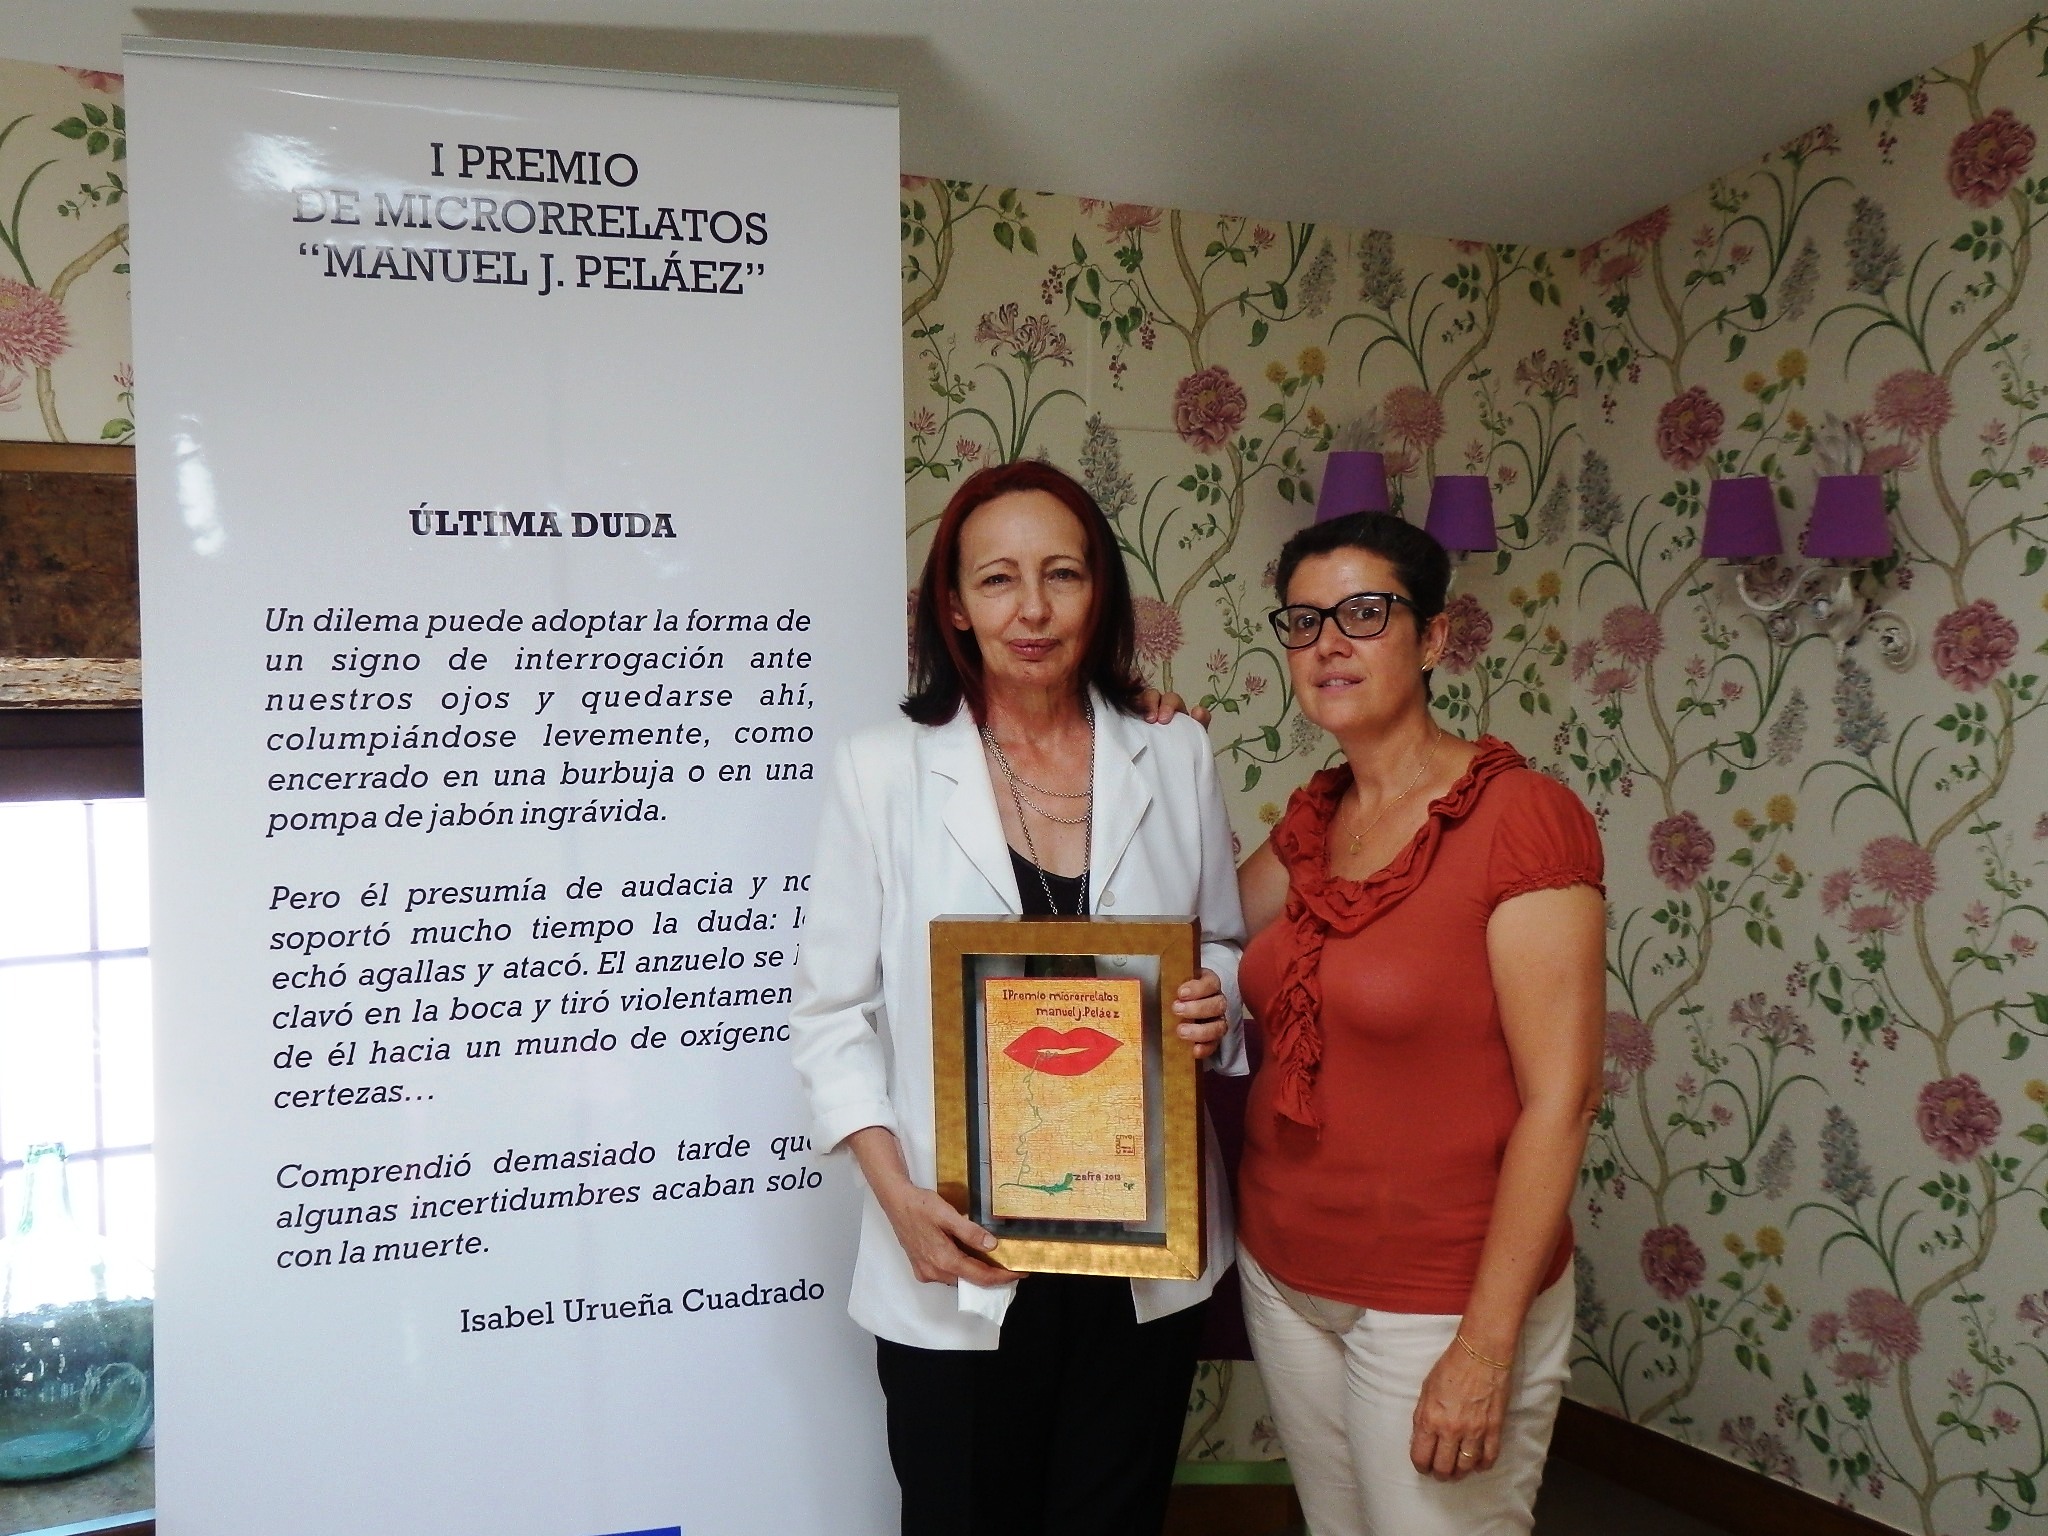 I PREMIO
DE MICRORRELATOS
“MANUEL J. PELÁEZ”
ÚLTIMA DUDA
Un dilema puede adoptar la forma de
un signo de interrogación ante
nuestros ojos y quedarse ahí,
columpiándose levemente, como
encerrado en una burbuja o en una
pompa de jabón ingrávida.
Pero él presumía de audacia y
soportó mucho tiempo la duda:
echó agallas y atacó. El anzuelo se
clavó en la boca y tiró
de él hacia un mundo de
certezas...
Comprendió demasiado tarde
algunas incertidumbres acaban solo
con la muerte.
Isabel Urueña Cuadrado
I Premio microrrelatos
manuel j. Peláez
zafra 2013